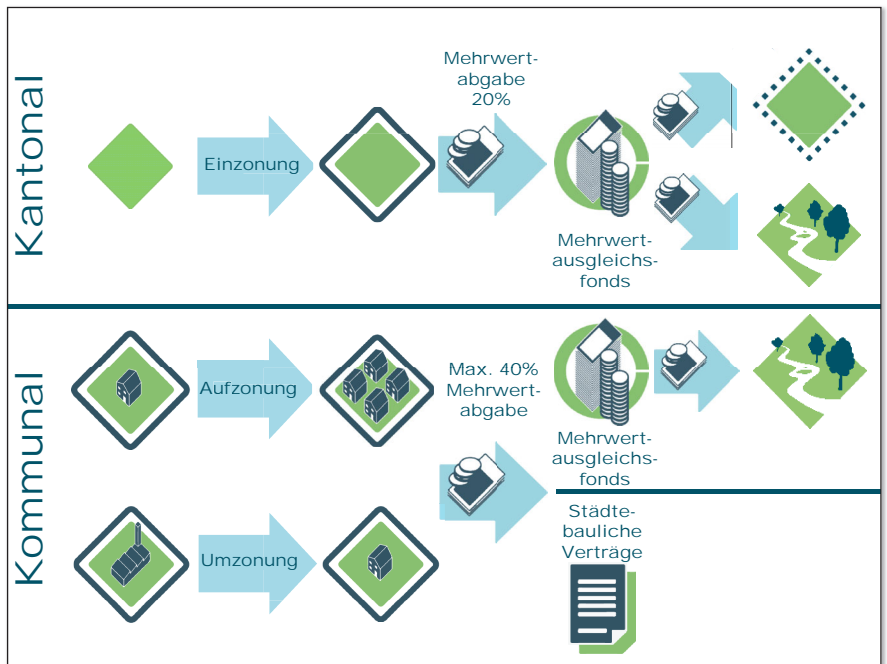 Kantonal
Einzonung
Mehrwert-
abgabe
20%
Mehrwert-
ausgleichs-
fonds
Kommunal
Aufzonung
Max. 40%
Mehrwert-
abgabe
Mehrwert-
ausgleichs-
fonds
Umzonung
Städte-
bauliche
Verträge